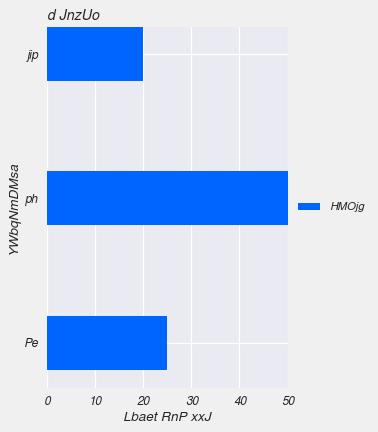 d JnzUo
jip
ph
Pe
YWbqNmDMsa
0 10 20 30 40 50
Lbaet RnP xxJ
HMOjg